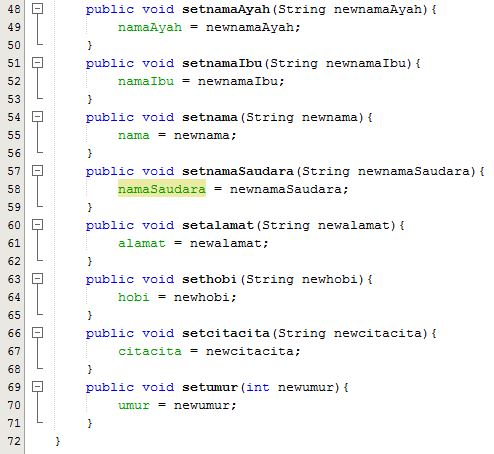 48 public void setnamaAyah(String newnamaAyah){
49 namaAyah = newnamaAyah;
50 }
51 public void setnamaIbu(String newnamaIbu){
52 namaIbu = newnamaIbu;
53 }
54 public void setnama(String newnama){
55 nama = newnama;
56 }
57 public void setnamaSaudara(String newnamaSaudara){
58 namaSaudara = newnamaSaudara;
59 }
60 public void setalamat(String newalamat){
61 alamat = newalamat;
62 }
63 public void sethobi(String newhobi){
64 hobi = newhobi;
65 }
66 public void setcitacita(String newcitacita){
67 citacita = newcitacita;
68 }
69 public void setumur(int newumur){
70 umur = newumur;
71 }
72 }